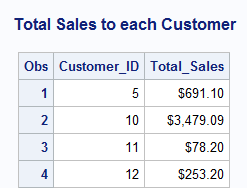 Total Sales to each Customer
Obs Customer_ID Total_Sales
1 5 $691.10
2 10 $3,479.09
3 11 $78.20
4 12 $253.20